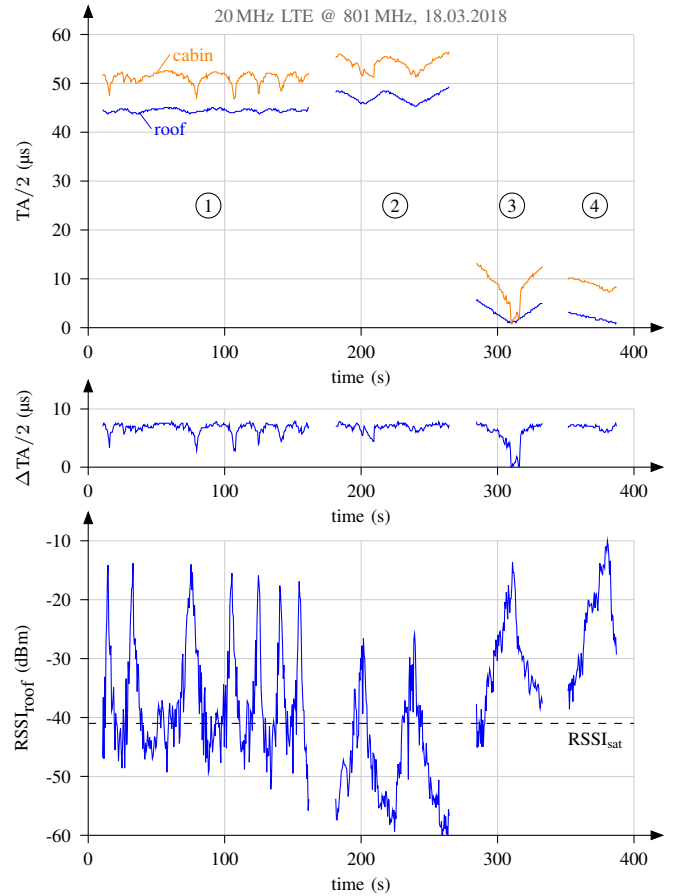 20 MHz LTE @ 801 MHz, 18.03.2018
60
50
40
30
20
10
0
TA/2 (µs)
cabin
roof
1 2 3 4
0 100 200 300 400
time (s)
10
0
ΔTA/2 (µs)
0 100 200 300 400
time (s)
-10
-20
-30
-40
-50
-60
RSSI_roof (dBm)
RSSI_sat
0 100 200 300 400
time (s)